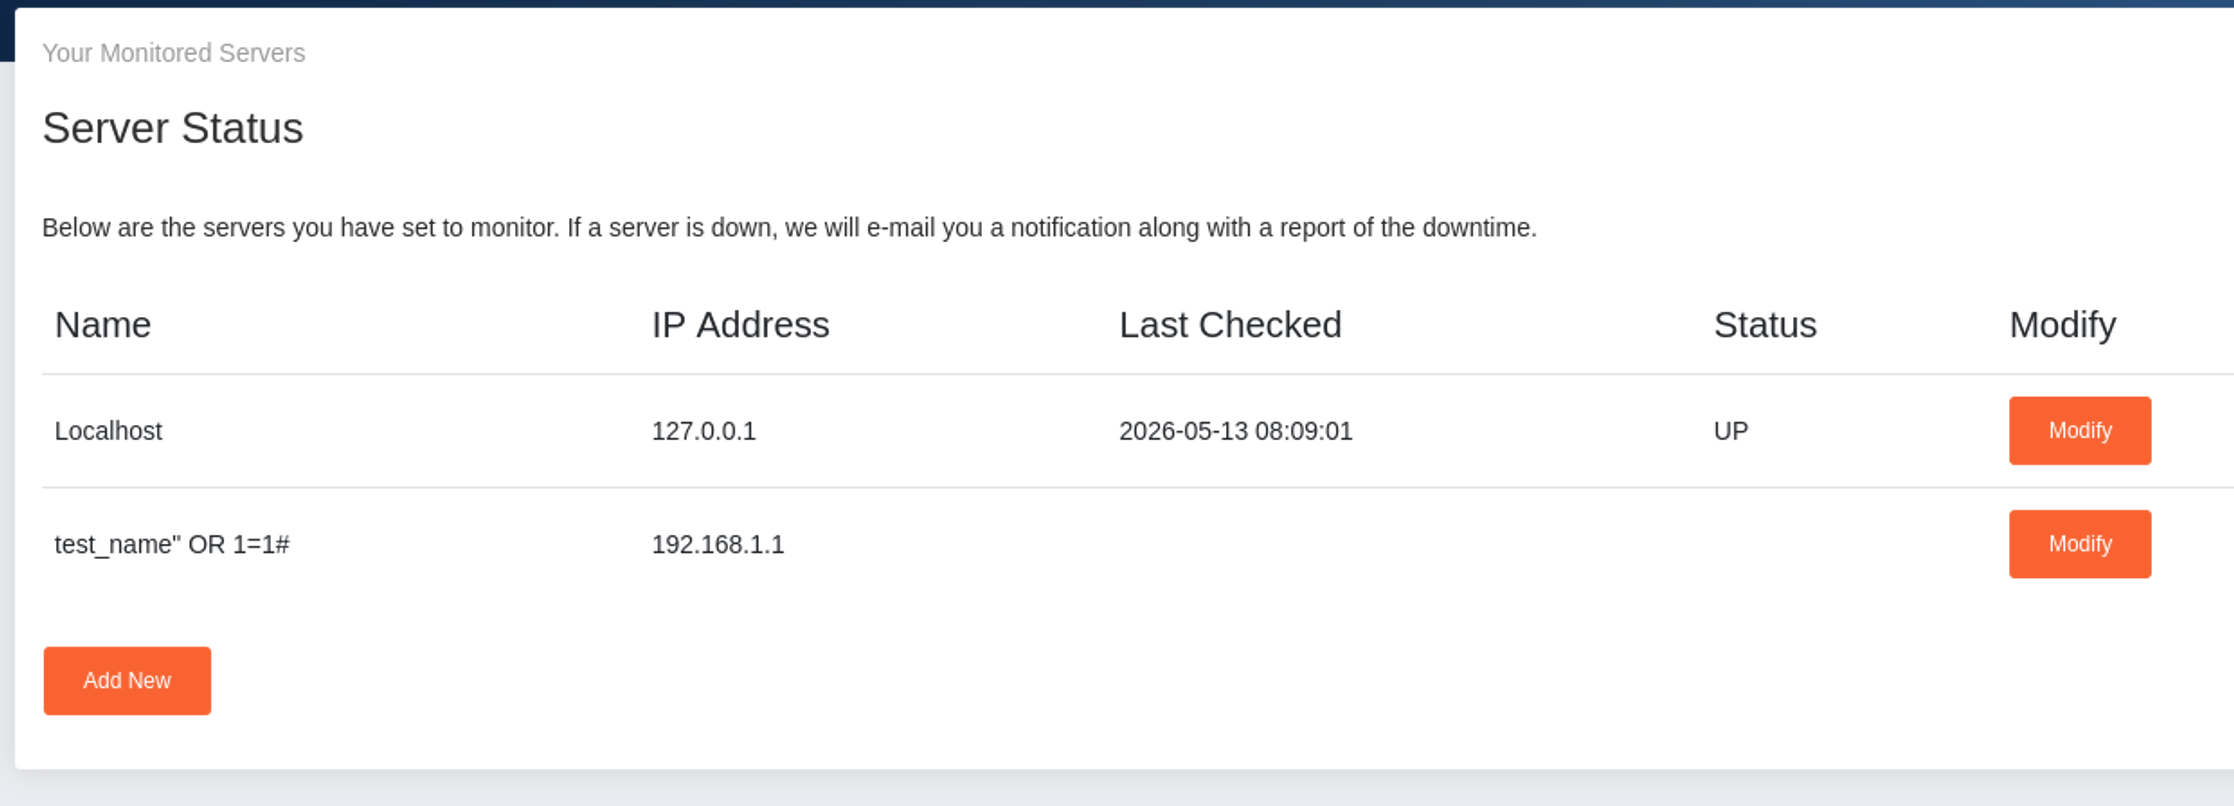 Your Monitored Servers
Server Status
Below are the servers you have set to monitor. If a server is down, we will e-mail you a notification along with a report of the downtime.
Name IP Address Last Checked Status Modify
Localhost 127.0.0.1 2026-05-13 08:09:01 UP Modify
test_name" OR 1=1# 192.168.1.1 Modify
Add New